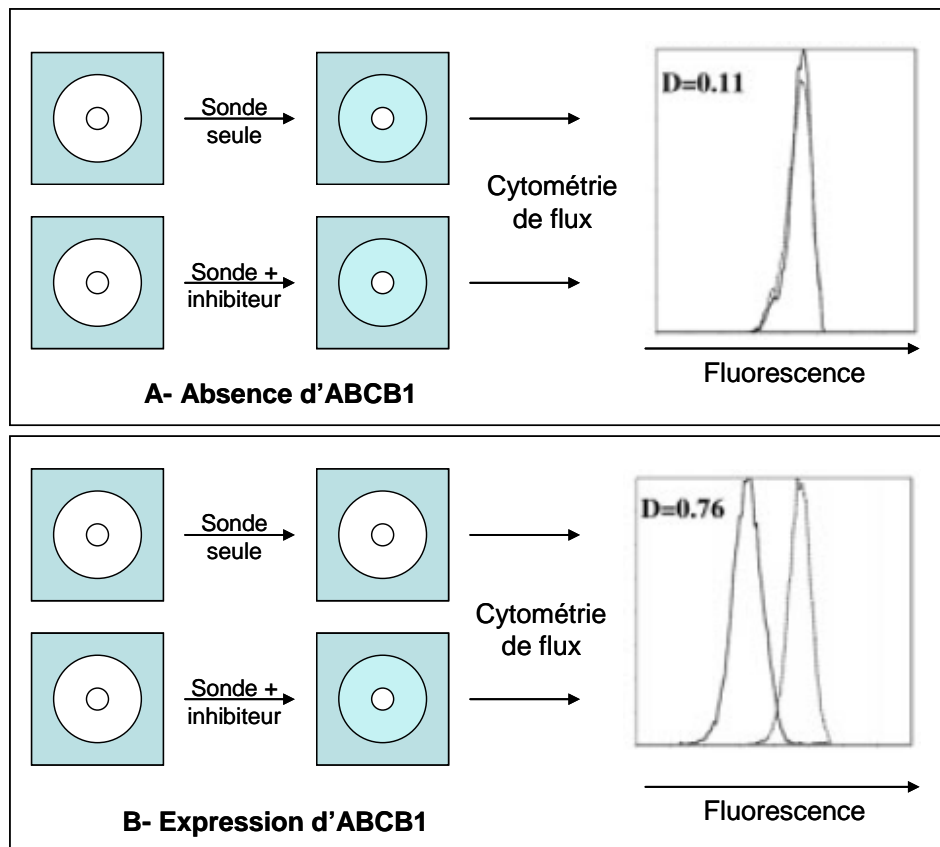 Sonde
seule
Sonde +
inhibiteur
Cytométrie
de flux
D=0.11
Fluorescence
A- Absence d'ABCB1
Sonde
seule
Sonde +
inhibiteur
Cytométrie
de flux
D=0.76
Fluorescence
B- Expression d'ABCB1